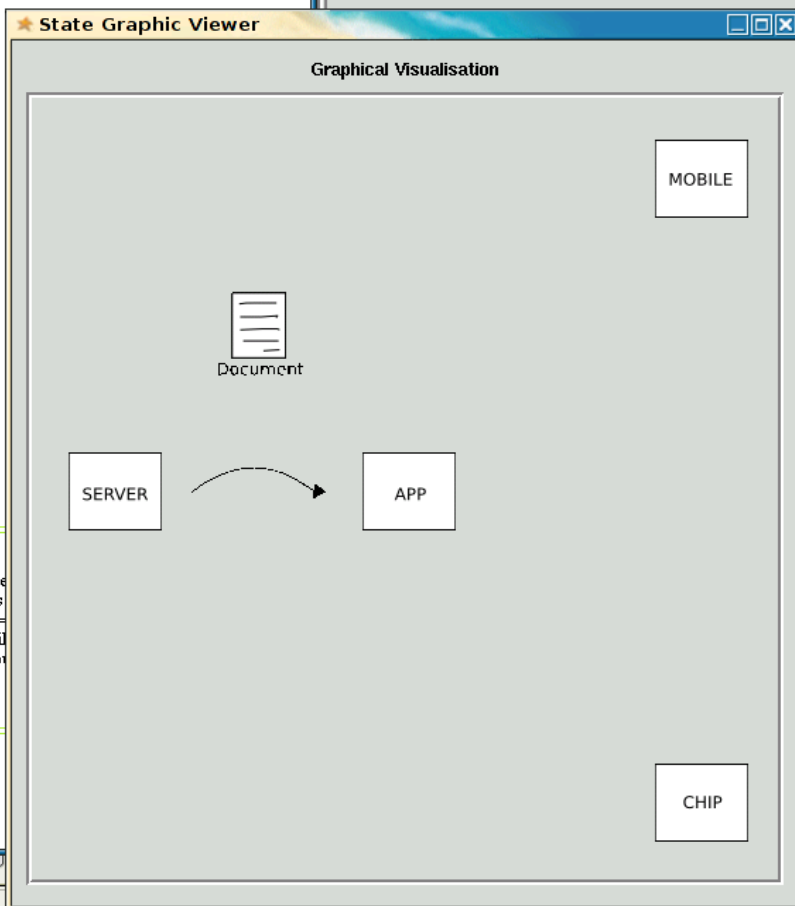 State Graphic Viewer
Graphical Visualisation
MOBILE
Document
SERVER
APP
CHIP